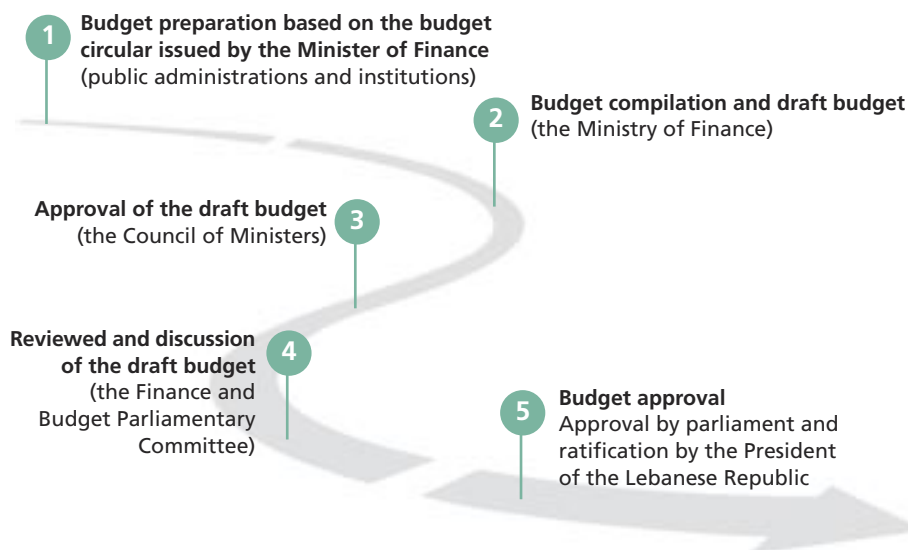 1
Budget preparation based on the budget
circular issued by the Minister of Finance
(public administrations and institutions)
2
Budget compilation and draft budget
(the Ministry of Finance)
Approval of the draft budget
(the Council of Ministers)
3
Reviewed and discussion
of the draft budget
(the Finance and
Budget Parliamentary
Committee)
4
5
Budget approval
Approval by parliament and
ratification by the President
of the Lebanese Republic